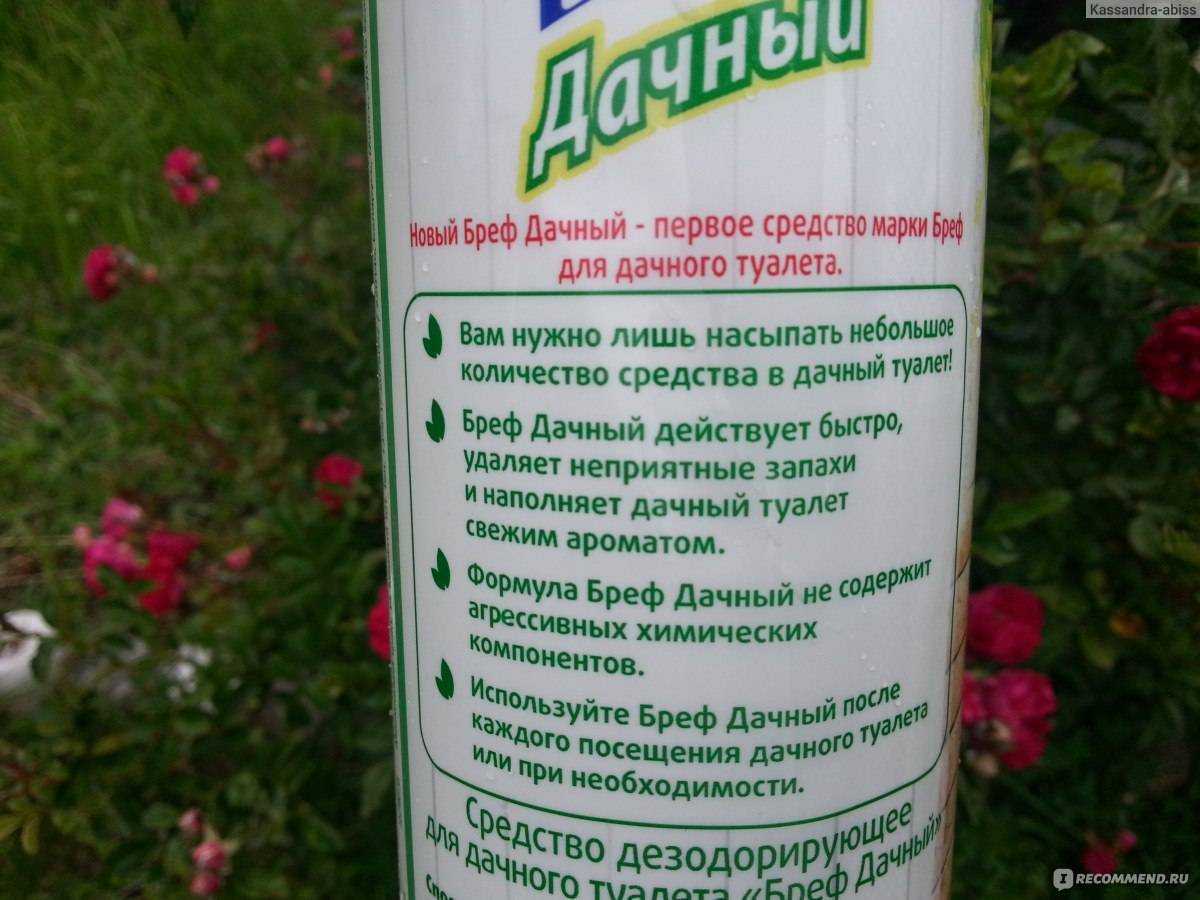 Kassandra-abiss
Дачный
Новый Бреф Дачный - первое средство марки Бреф
для дачного туалета.
Вам нужно лишь насыпать небольшое
количество средства в дачный туалет!
Бреф Дачный действует быстро,
удаляет неприятные запахи
и наполняет дачный туалет
свежим ароматом.
Формула Бреф Дачный не содержит
агрессивных химических
компонентов.
Используйте Бреф Дачный после
каждого посещения дачного туалета
или при необходимости.
Средство дезодорирующее
для дачного туалета «Бреф Дачный»
IRECOMMEND.RU